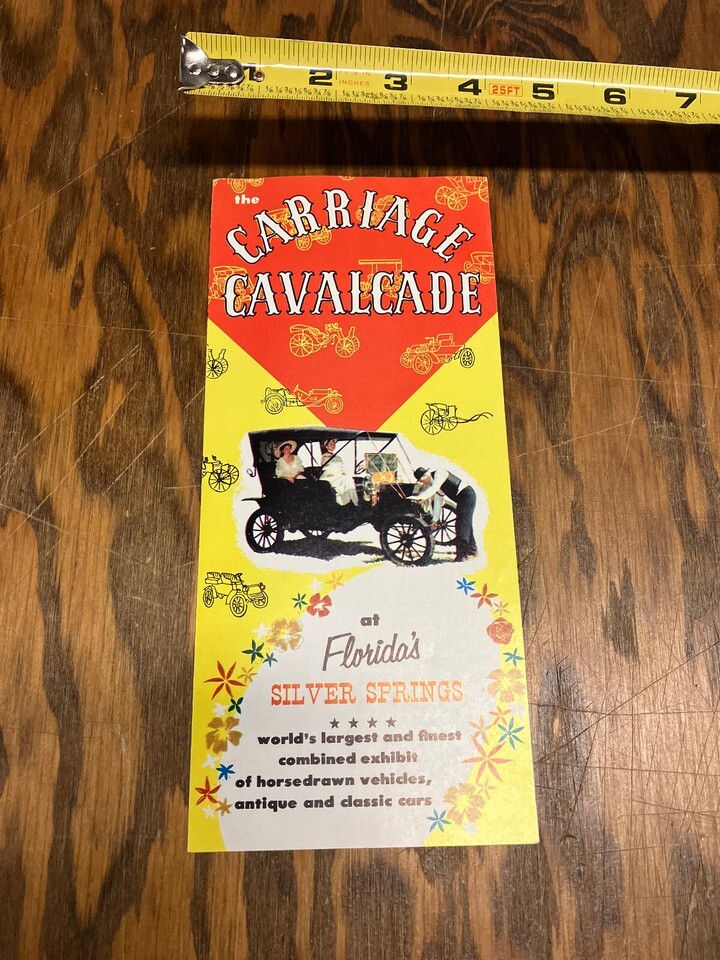 1 2 INCHES 3 4 25FT 5 6 7
the
CARRIAGE
CAVALCADE
at
Florida's
SILVER SPRINGS
world's largest and finest
combined exhibit
of horsedrawn vehicles,
antique and classic cars